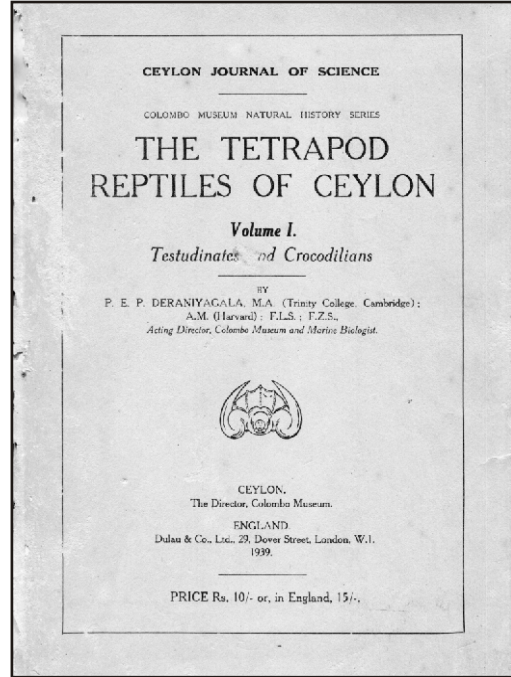 CEYLON JOURNAL OF SCIENCE
COLOMBO MUSEUM NATURAL HISTORY SERIES
THE TETRAPOD
REPTILES OF CEYLON
Volume I.
Testudinates and Crocodilians
BY
P. E. P. DERANIYAGALA, M.A. (Trinity College, Cambridge) ;
A.M. (Harvard) ; F.L.S. ; F.Z.S.,
Acting Director, Colombo Museum and Marine Biologist.
CEYLON.
The Director, Colombo Museum.
ENGLAND.
Dulau & Co., Ltd., 29, Dover Street, London, W.1.
1939.
PRICE Rs. 10/- or, in England, 15/-.